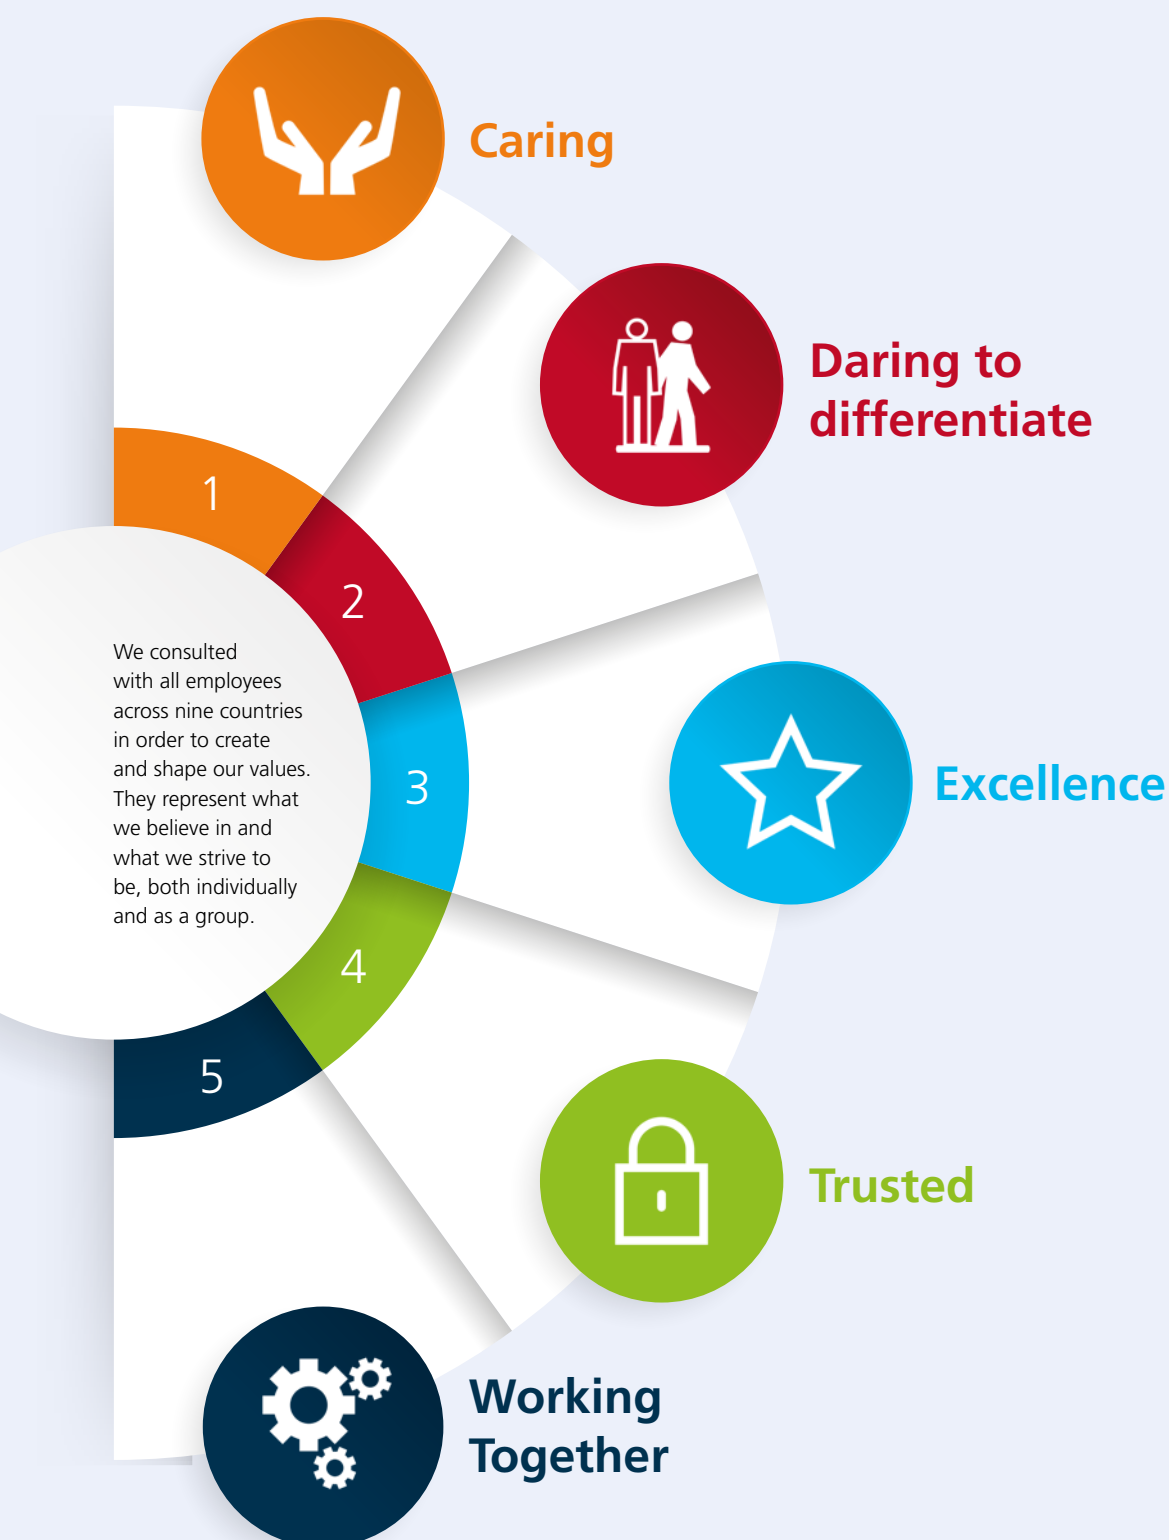 Caring
Daring to
differentiate
1
2
We consulted
with all employees
across nine countries
in order to create
and shape our values.
They represent what
we believe in and
what we strive to
be, both individually
and as a group.
3
Excellence
4
5
Trusted
Working
Together